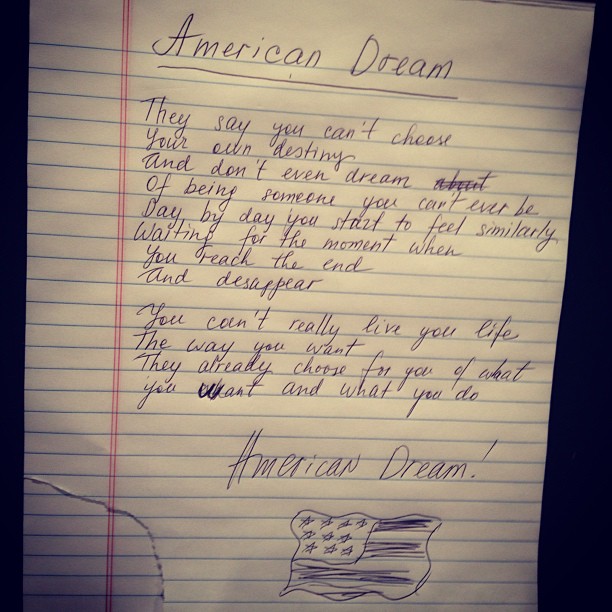 American Dream
They say you can't choose
Your own destiny
And don't even dream about
Of being someone you can't ever be
Day by day you start to feel similarly
Waiting for the moment when
You reach the end
And desappear
You can't really live you life
The way you want
They already choose for you of what
you want and what you do
American Dream!